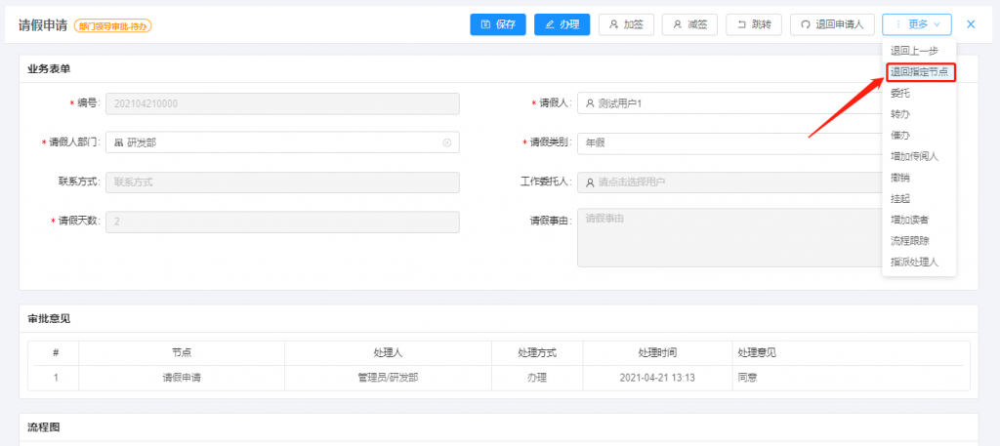 请假申请 部门领导审批-待办 保存 办理 加签 减签 跳转 退回申请人 更多
退回上一步
退回指定节点
委托
转办
催办
增加传阅人
撤销
挂起
增加读者
流程跟踪
指派处理人
业务表单
* 编号: 202104210000 * 请假人: 测试用户1
* 请假人部门: 研发部 * 请假类别: 年假
联系方式: 联系方式 工作委托人: 请点击选择用户
* 请假天数: 2 请假事由: 请假事由
审批意见
# 节点 处理人 处理方式 处理时间 处理意见
1 请假申请 管理员/研发部 办理 2021-04-21 13:13 同意
流程图